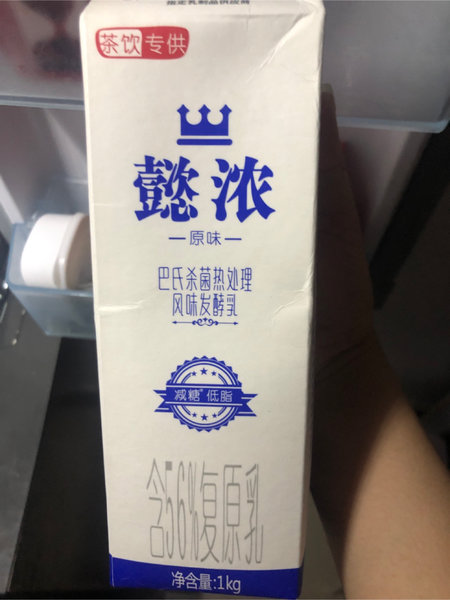 茶饮专供
懿浓
原味
巴氏杀菌热处理
风味发酵乳
减糖* 低脂
含56%复原乳
净含量:1kg